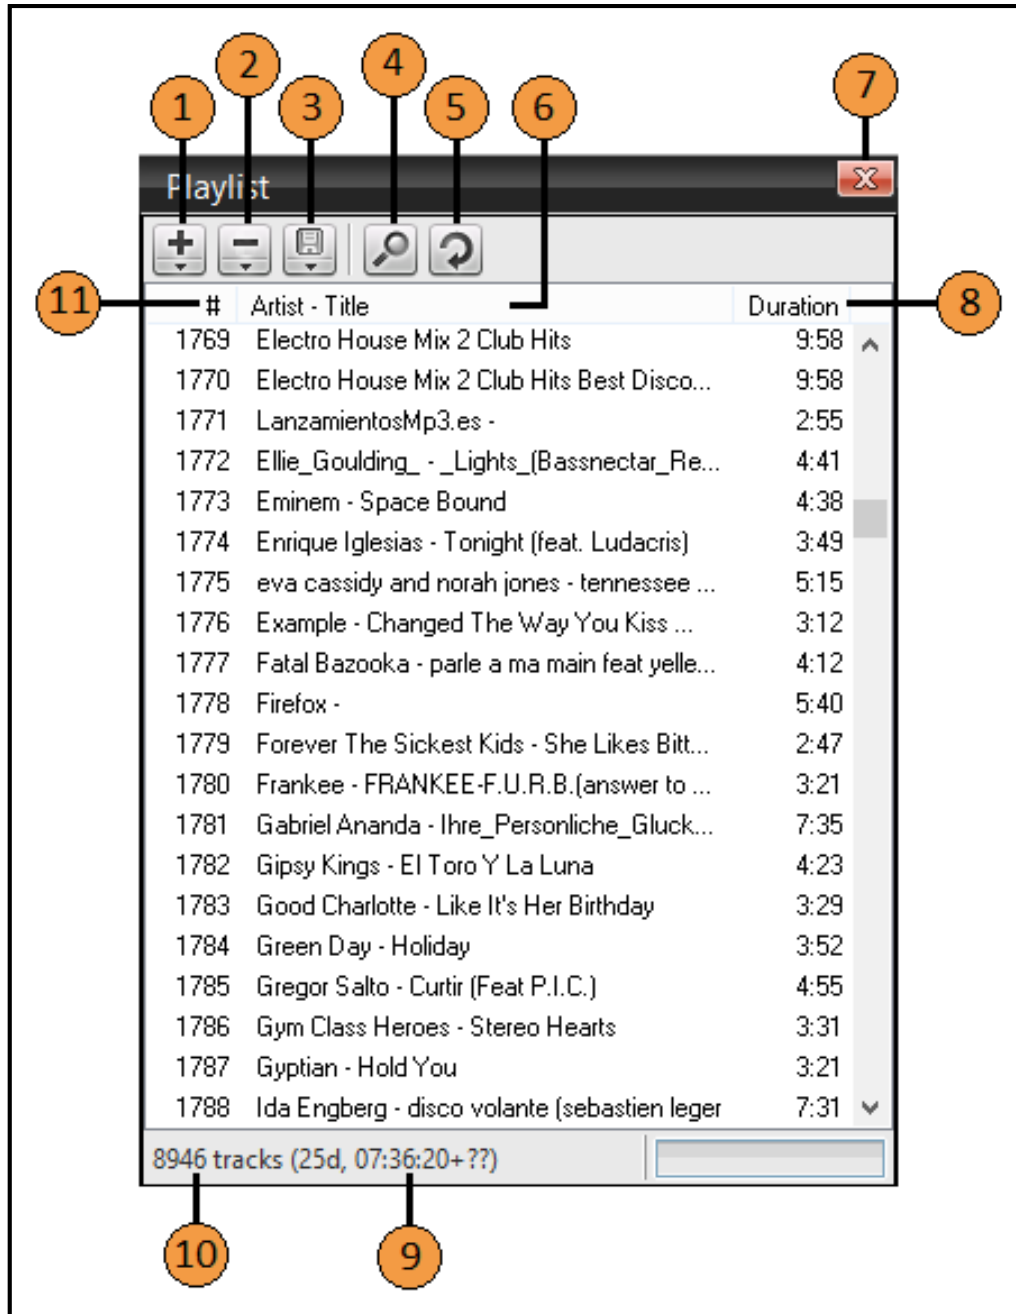 2 4
7
1 3 5 6
Playlist
11 # Artist - Title Duration 8
1769 Electro House Mix 2 Club Hits 9:58
1770 Electro House Mix 2 Club Hits Best Disco... 9:58
1771 LanzamientosMp3.es - 2:55
1772 Ellie_Goulding_ - _Lights_(Bassnectar_Re... 4:41
1773 Eminem - Space Bound 4:38
1774 Enrique Iglesias - Tonight (feat. Ludacris) 3:49
1775 eva cassidy and norah jones - tennessee ... 5:15
1776 Example - Changed The Way You Kiss ... 3:12
1777 Fatal Bazooka - parle a ma main feat yelle... 4:12
1778 Firefox - 5:40
1779 Forever The Sickest Kids - She Likes Bitt... 2:47
1780 Frankee - FRANKEE-F.U.R.B.(answer to ... 3:21
1781 Gabriel Ananda - Ihre_Personliche_Gluck... 7:35
1782 Gipsy Kings - El Toro Y La Luna 4:23
1783 Good Charlotte - Like It's Her Birthday 3:29
1784 Green Day - Holiday 3:52
1785 Gregor Salto - Curtir (Feat P.I.C.) 4:55
1786 Gym Class Heroes - Stereo Hearts 3:31
1787 Gyptian - Hold You 3:21
1788 Ida Engberg - disco volante (sebastien leger 7:31
8946 tracks (25d, 07:36:20+??)
10 9